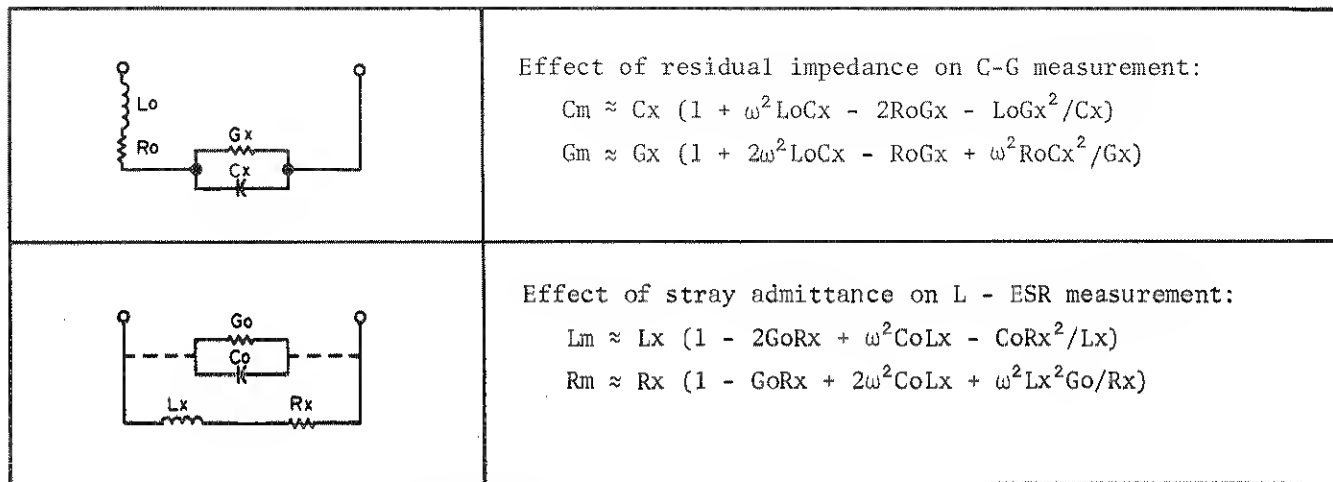 Lo
Ro
Gx
Cx
Effect of residual impedance on C-G measurement:
Cm ≈ Cx (1 + ω²LoCx - 2RoGx - LoGx²/Cx)
Gm ≈ Gx (1 + 2ω²LoCx - RoGx + ω²RoCx²/Gx)
Go
Co
Lx
Rx
Effect of stray admittance on L - ESR measurement:
Lm ≈ Lx (1 - 2GoRx + ω²CoLx - CoRx²/Lx)
Rm ≈ Rx (1 - GoRx + 2ω²CoLx + ω²Lx²Go/Rx)